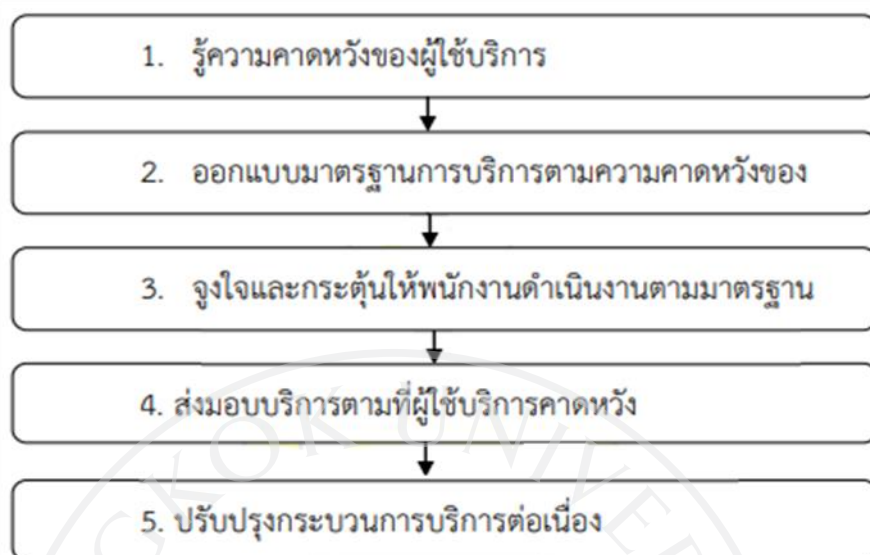 1. รู้ความคาดหวังของผู้ใช้บริการ
2. ออกแบบมาตรฐานการบริการตามความคาดหวังของ
3. จูงใจและกระตุ้นให้พนักงานดำเนินงานตามมาตรฐาน
4. ส่งมอบบริการตามที่ผู้ใช้บริการคาดหวัง
5. ปรับปรุงกระบวนการบริการต่อเนื่อง